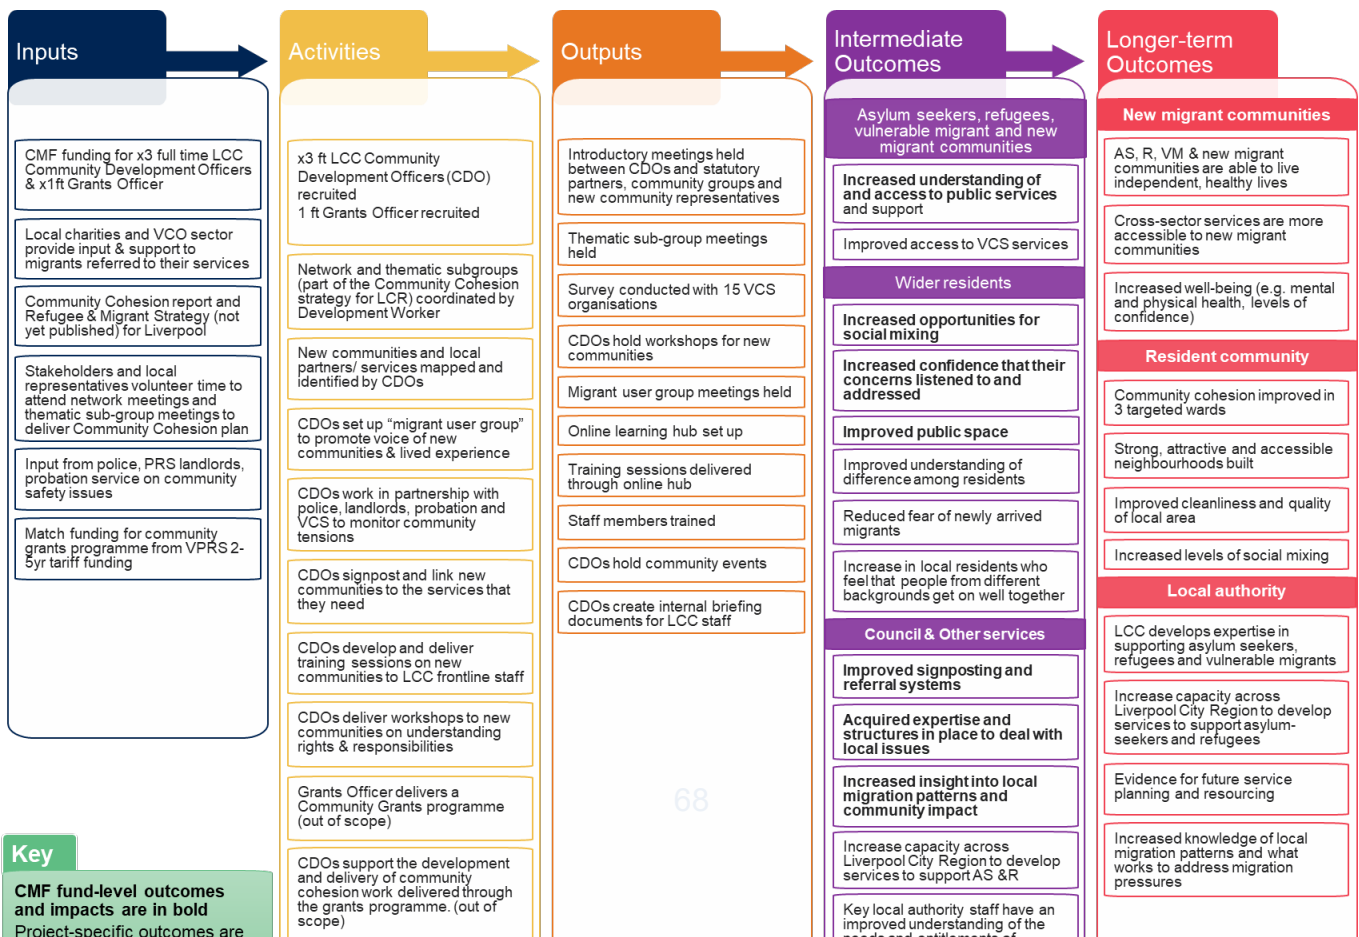 Inputs
CMF funding for x3 full time LCC
Community Development Officers
& x1ft Grants Officer
Local charities and VCO sector
provide input & support to
migrants referred to their services
Community Cohesion report and
Refugee & Migrant Strategy (not
yet published) for Liverpool
Stakeholders and local
representatives volunteer time to
attend network meetings and
thematic sub-group meetings to
deliver Community Cohesion plan
Input from police, PRS landlords,
probation service on community
safety issues
Match funding for community
grants programme from VPRS 2-
5yr tariff funding
Key
CMF fund-level outcomes
and impacts are in bold
Project-specific outcomes are
Activities
x3 ft LCC Community
Development Officers (CDO)
recruited
1 ft Grants Officer recruited
Network and thematic subgroups
(part of the Community Cohesion
strategy for LCR) coordinated by
Development Worker
New communities and local
partners/ services mapped and
identified by CDOs
CDOs set up “migrant user group”
to promote voice of new
communities & lived experience
CDOs work in partnership with
police, landlords, probation and
VCS to monitor community
tensions
CDOs signpost and link new
communities to the services that
they need
CDOs develop and deliver
training sessions on new
communities to LCC frontline staff
CDOs deliver workshops to new
communities on understanding
rights & responsibilities
Grants Officer delivers a
Community Grants programme
(out of scope)
CDOs support the development
and delivery of community
cohesion work delivered through
the grants programme. (out of
scope)
Outputs
Introductory meetings held
between CDOs and statutory
partners, community groups and
new community representatives
Thematic sub-group meetings
held
Survey conducted with 15 VCS
organisations
CDOs hold workshops for new
communities
Migrant user group meetings held
Online learning hub set up
Training sessions delivered
through online hub
Staff members trained
CDOs hold community events
CDOs create internal briefing
documents for LCC staff
68
Intermediate
Outcomes
Asylum seekers, refugees,
vulnerable migrant and new
migrant communities
Increased understanding of
and access to public services
and support
Improved access to VCS services
Wider residents
Increased opportunities for
social mixing
Increased confidence that their
concerns listened to and
addressed
Improved public space
Improved understanding of
difference among residents
Reduced fear of newly arrived
migrants
Increase in local residents who
feel that people from different
backgrounds get on well together
Council & Other services
Improved signposting and
referral systems
Acquired expertise and
structures in place to deal with
local issues
Increased insight into local
migration patterns and
community impact
Increase capacity across
Liverpool City Region to develop
services to support AS &R
Key local authority staff have an
improved understanding of the
needs and entitlements of
Longer-term
Outcomes
New migrant communities
AS, R, VM & new migrant
communities are able to live
independent, healthy lives
Cross-sector services are more
accessible to new migrant
communities
Increased well-being (e.g. mental
and physical health, levels of
confidence)
Resident community
Community cohesion improved in
3 targeted wards
Strong, attractive and accessible
neighbourhoods built
Improved cleanliness and quality
of local area
Increased levels of social mixing
Local authority
LCC develops expertise in
supporting asylum seekers,
refugees and vulnerable migrants
Increase capacity across
Liverpool City Region to develop
services to support asylum-
seekers and refugees
Evidence for future service
planning and resourcing
Increased knowledge of local
migration patterns and what
works to address migration
pressures